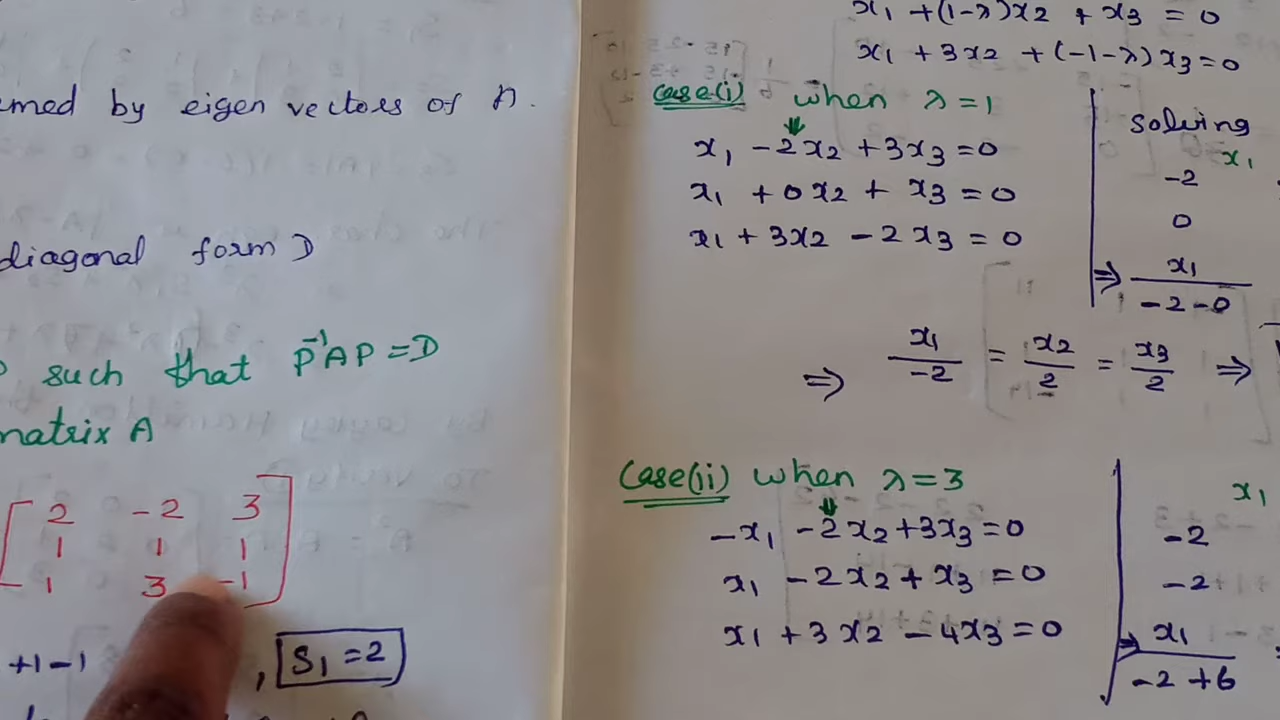 emed by eigen vectors of A.
diagonal form D
such that P⁻¹AP = D
matrix A
2 -2 3
1 1 1
1 3 -1
+1-1 , S₁ = 2
x₁ + (1-λ)x₂ + x₃ = 0
x₁ + 3x₂ + (-1-λ)x₃ = 0
case(i) when λ = 1
x₁ - 2x₂ + 3x₃ = 0
x₁ + 0x₂ + x₃ = 0
x₁ + 3x₂ - 2x₃ = 0
solving
x₁
-2
0
⇒ x₁/-2-0
⇒ x₁/-2 = x₂/2 = x₃/2 ⇒
Case(ii) when λ = 3
-x₁ - 2x₂ + 3x₃ = 0
x₁ - 2x₂ + x₃ = 0
x₁ + 3x₂ - 4x₃ = 0
x₁
-2
-2
⇒ x₁/-2+6